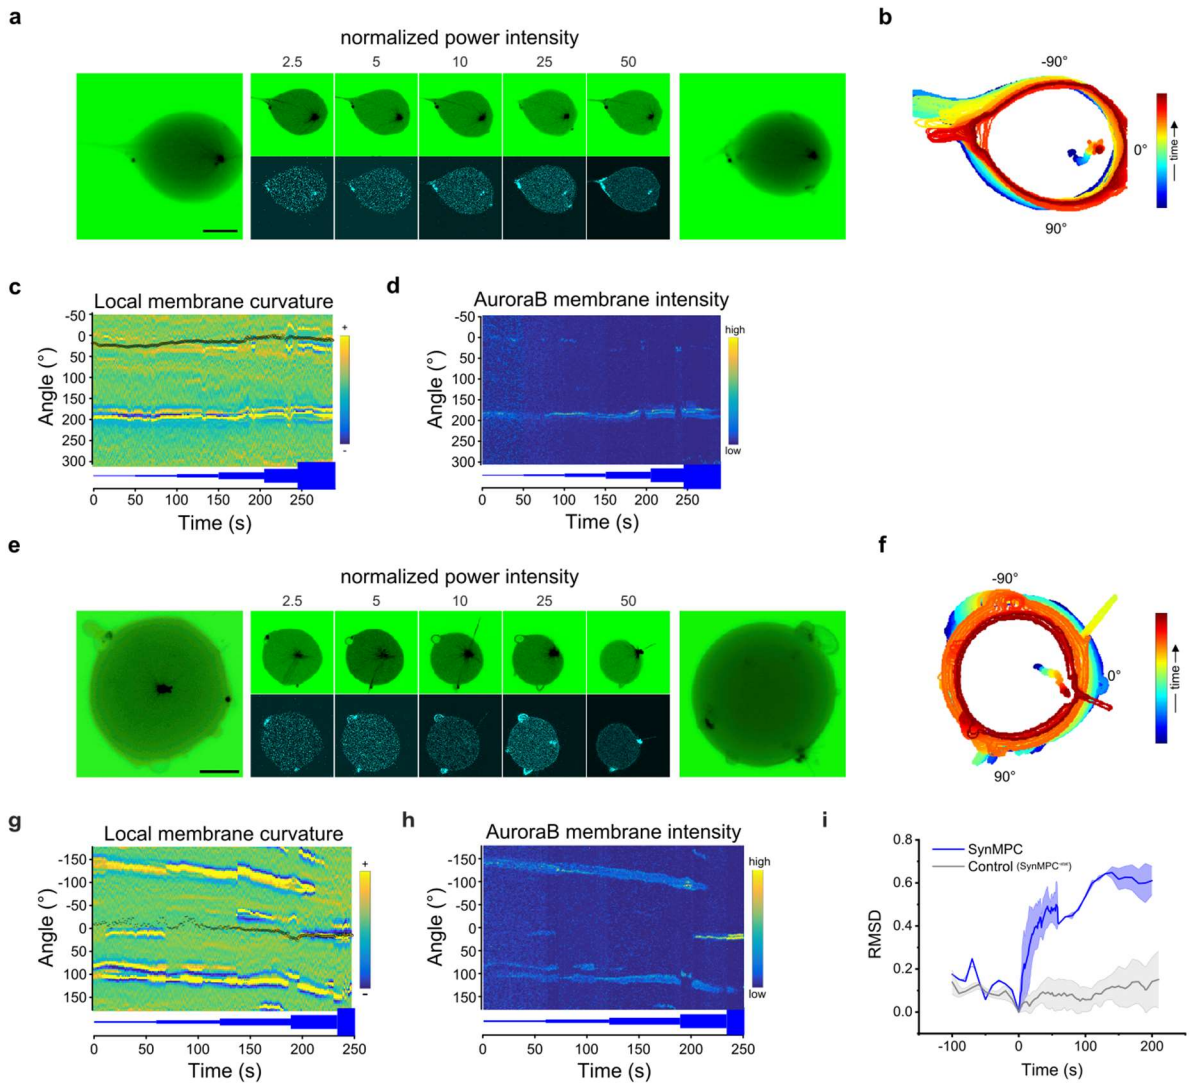 a
normalized power intensity
2.5 5 10 25 50
b
-90°
0°
90°
— time →
c
Local membrane curvature
-50
0
50
100
150
200
250
300
Angle (°)
+
-
0 50 100 150 200 250
Time (s)
d
AuroraB membrane intensity
-50
0
50
100
150
200
250
300
Angle (°)
high
low
0 50 100 150 200 250
Time (s)
e
normalized power intensity
2.5 5 10 25 50
f
-90°
0°
90°
— time →
g
Local membrane curvature
-150
-100
-50
0
50
100
150
Angle (°)
+
-
0 50 100 150 200 250
Time (s)
h
AuroraB membrane intensity
-150
-100
-50
0
50
100
150
Angle (°)
high
low
0 50 100 150 200 250
Time (s)
i
0.8
0.6
0.4
0.2
0.0
RMSD
SynMPC
Control
-100 0 100 200
Time (s)